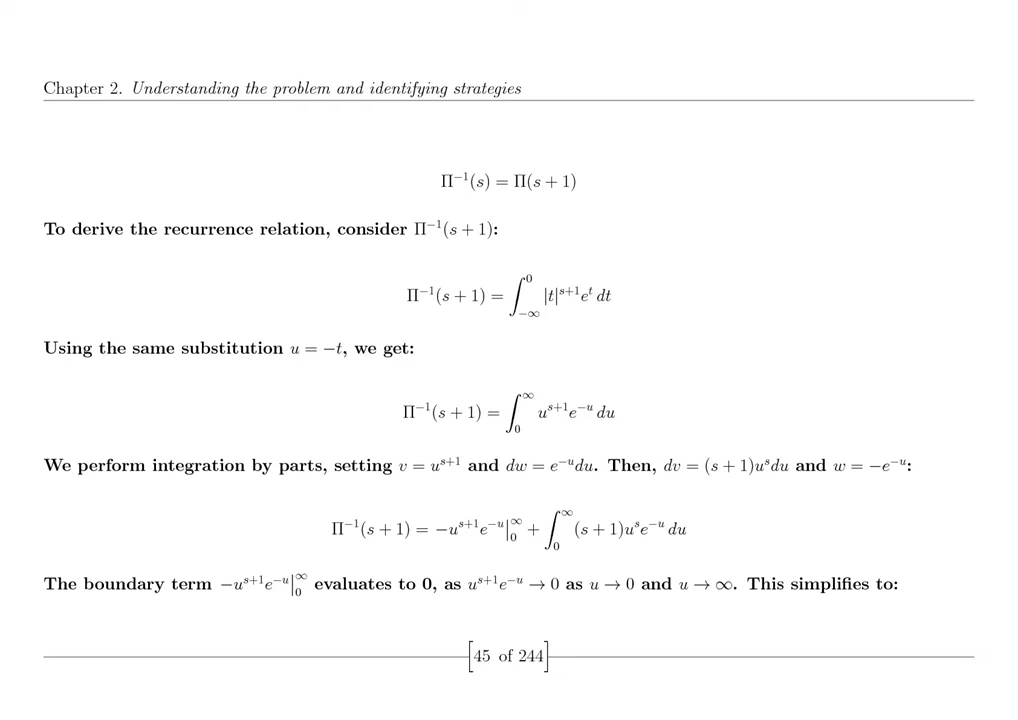 Chapter 2. Understanding the problem and identifying strategies
Π⁻¹(s) = Π(s + 1)
To derive the recurrence relation, consider Π⁻¹(s + 1):
Π⁻¹(s + 1) = ∫_{−∞}^{0} |t|^{s+1} e^{t} dt
Using the same substitution u = −t, we get:
Π⁻¹(s + 1) = ∫_{0}^{∞} u^{s+1} e^{−u} du
We perform integration by parts, setting v = u^{s+1} and dw = e^{−u}du. Then, dv = (s + 1)u^{s}du and w = −e^{−u}:
Π⁻¹(s + 1) = −u^{s+1} e^{−u}|_{0}^{∞} + ∫_{0}^{∞} (s + 1)u^{s} e^{−u} du
The boundary term −u^{s+1} e^{−u}|_{0}^{∞} evaluates to 0, as u^{s+1} e^{−u} → 0 as u → 0 and u → ∞. This simplifies to:
[45 of 244]